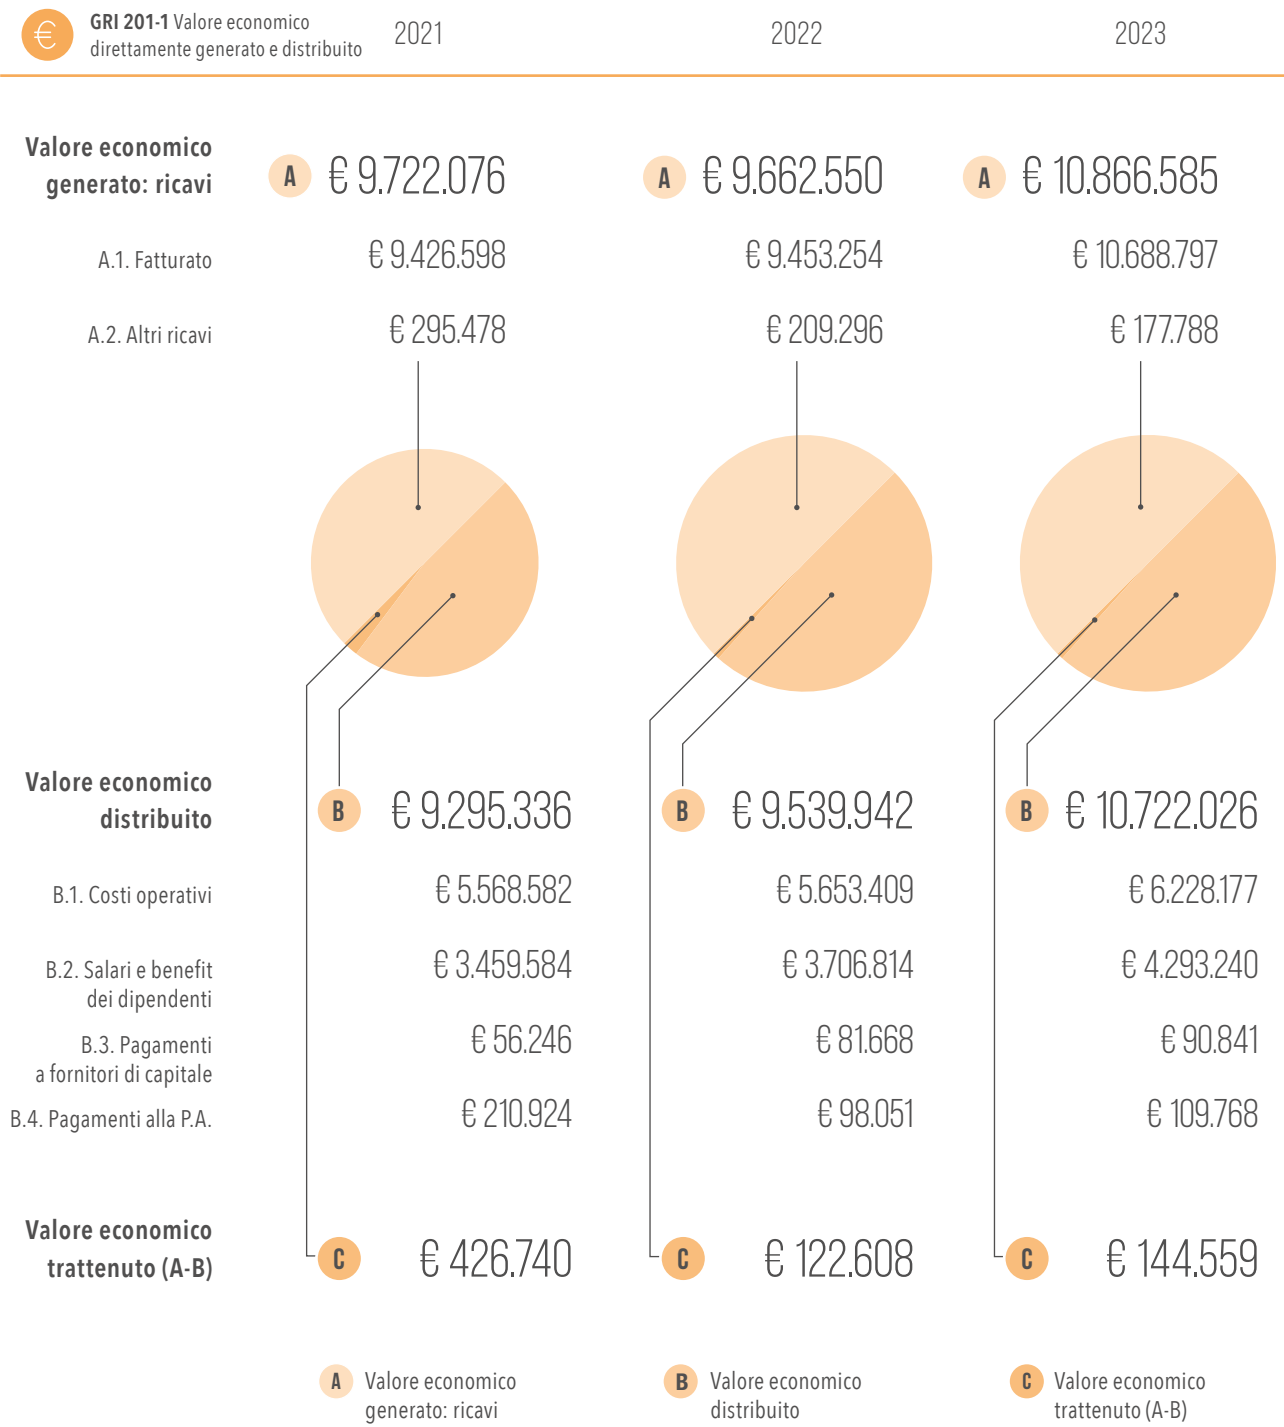 €
GRI 201-1 Valore economico
direttamente generato e distribuito
2021
2022
2023
Valore economico
generato: ricavi
A € 9.722.076
A € 9.662.550
A € 10.866.585
A.1. Fatturato
€ 9.426.598
€ 9.453.254
€ 10.688.797
A.2. Altri ricavi
€ 295.478
€ 209.296
€ 177.788
Valore economico
distribuito
B € 9.295.336
B € 9.539.942
B € 10.722.026
B.1. Costi operativi
€ 5.568.582
€ 5.653.409
€ 6.228.177
B.2. Salari e benefit
dei dipendenti
€ 3.459.584
€ 3.706.814
€ 4.293.240
B.3. Pagamenti
a fornitori di capitale
€ 56.246
€ 81.668
€ 90.841
B.4. Pagamenti alla P.A.
€ 210.924
€ 98.051
€ 109.768
Valore economico
trattenuto (A-B)
C € 426.740
C € 122.608
C € 144.559
A Valore economico
generato: ricavi
B Valore economico
distribuito
C Valore economico
trattenuto (A-B)